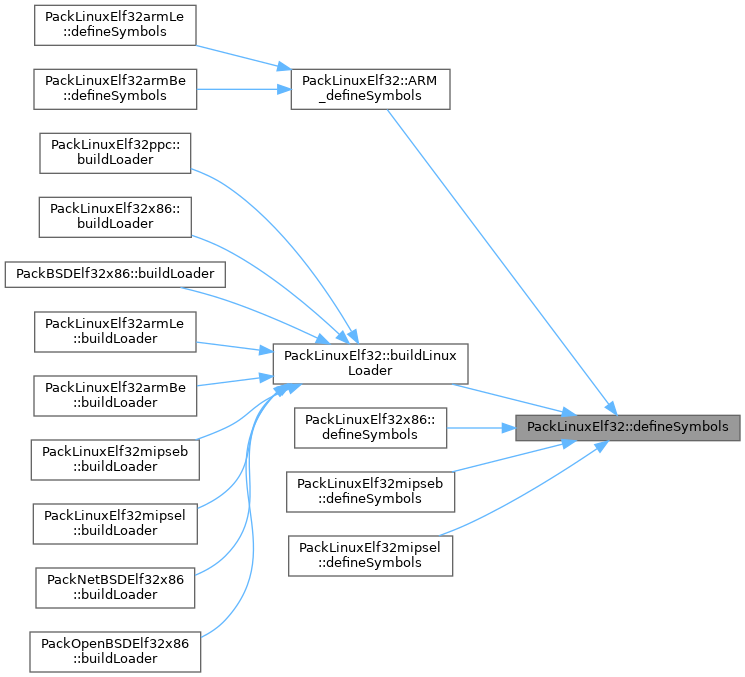 PackLinuxElf32armLe
::defineSymbols
PackLinuxElf32armBe
::defineSymbols
PackLinuxElf32::ARM
_defineSymbols
PackLinuxElf32ppc::
buildLoader
PackLinuxElf32x86::
buildLoader
PackBSDElf32x86::buildLoader
PackLinuxElf32armLe
::buildLoader
PackLinuxElf32::buildLinux
Loader
PackLinuxElf32armBe
::buildLoader
PackLinuxElf32x86::
defineSymbols
PackLinuxElf32::defineSymbols
PackLinuxElf32mipseb
::buildLoader
PackLinuxElf32mipseb
::defineSymbols
PackLinuxElf32mipsel
::buildLoader
PackLinuxElf32mipsel
::defineSymbols
PackNetBSDElf32x86
::buildLoader
PackOpenBSDElf32x86
::buildLoader